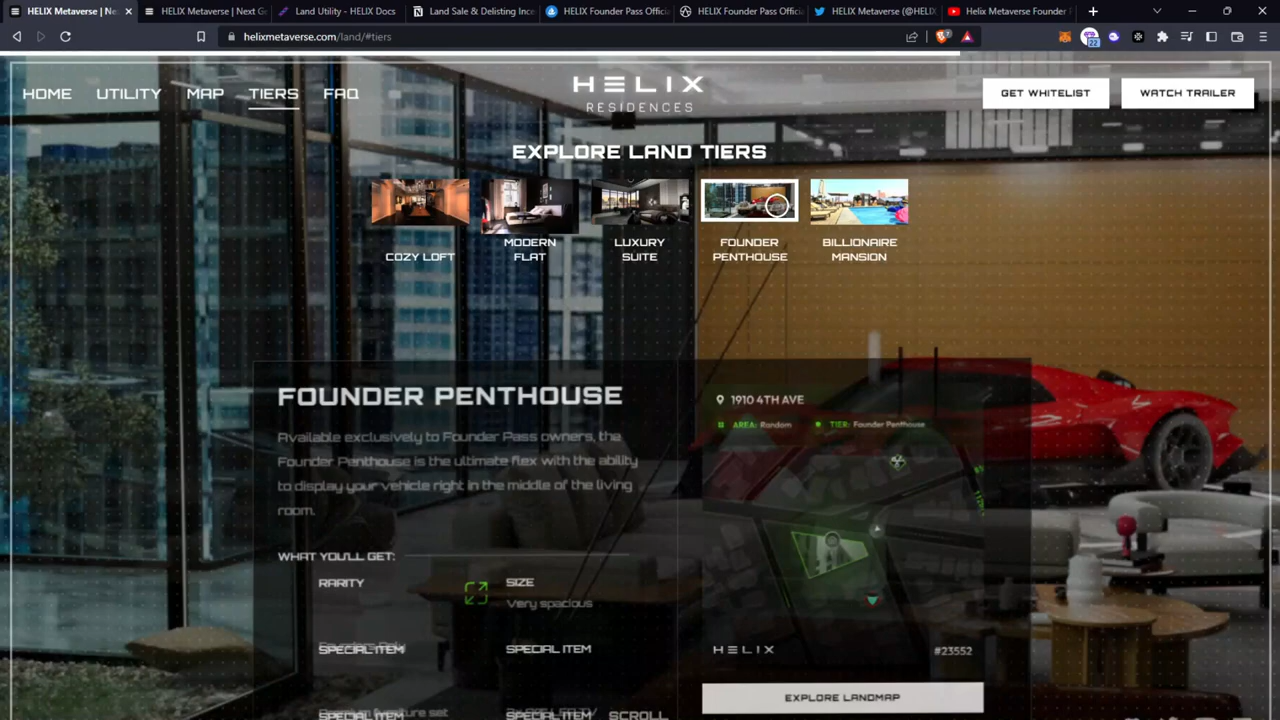 HELIX Metaverse | Ne
HELIX Metaverse | Next G
Land Utility - HELIX Docs
Land Sale & Delisting Ince
HELIX Founder Pass Offici
HELIX Founder Pass Offici
HELIX Metaverse (@HELIX
Helix Metaverse Founder P
helixmetaverse.com/land/#tiers
22
HOME
UTILITY
MAP
TIERS
FAQ
HELIX
RESIDENCES
GET WHITELIST
WATCH TRAILER
EXPLORE LAND TIERS
COZY LOFT
MODERN
FLAT
LUXURY
SUITE
FOUNDER
PENTHOUSE
BILLIONAIRE
MANSION
FOUNDER PENTHOUSE
Available exclusively to Founder Pass owners, the
Founder Penthouse is the ultimate flex with the ability
to display your vehicle right in the middle of the living
room.
WHAT YOU'LL GET:
RARITY
SIZE
Very spacious
SPECIAL ITEM
SPECIAL ITEM
SPECIAL ITEM
SPECIAL ITEM
SCROLL
1910 4TH AVE
AREA: Random
TIER: Founder Penthouse
HELIX
#23552
EXPLORE LANDMAP